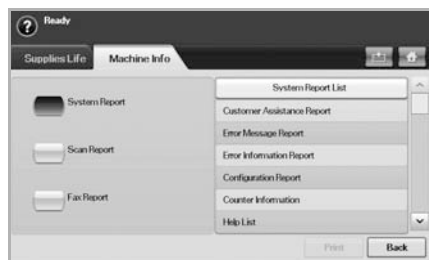 Ready
Supplies Life
Machine Info
System Report
Scan Report
Fax Report
System Report List
Customer Assistance Report
Error Message Report
Error Information Report
Configuration Report
Counter Information
Help List
Print
Back